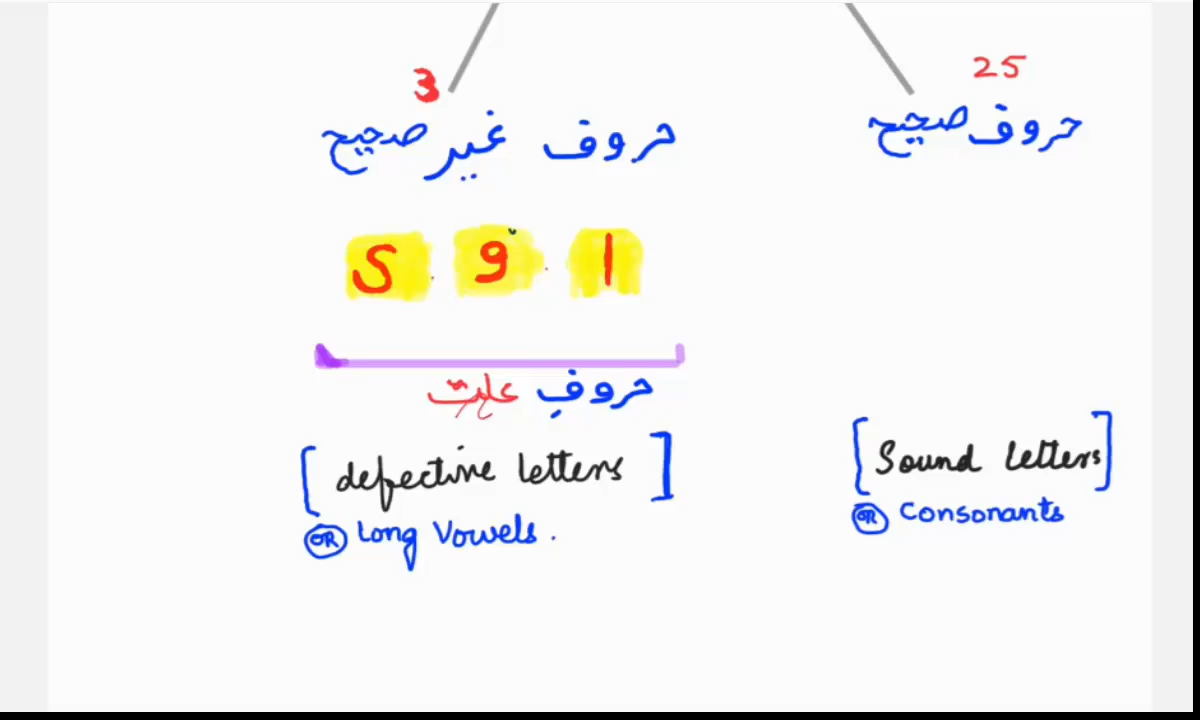 25
حروف صحیح
3
حروف غیر صحیح
ا . و . ی
حروفِ علت
[ defective letters ]
OR Long Vowels .
[ Sound letters ]
OR Consonants